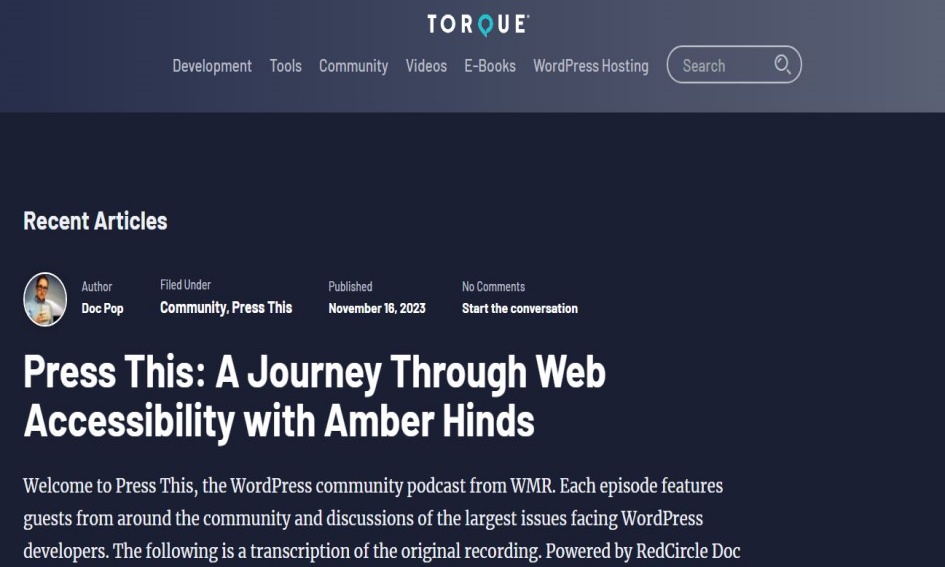 TORQUE
Development Tools Community Videos E-Books WordPress Hosting Search
Recent Articles
Author Filed Under Published No Comments
Doc Pop Community, Press This November 16, 2023 Start the conversation
Press This: A Journey Through Web
Accessibility with Amber Hinds
Welcome to Press This, the WordPress community podcast from WMR. Each episode features
guests from around the community and discussions of the largest issues facing WordPress
developers. The following is a transcription of the original recording. Powered by RedCircle Doc